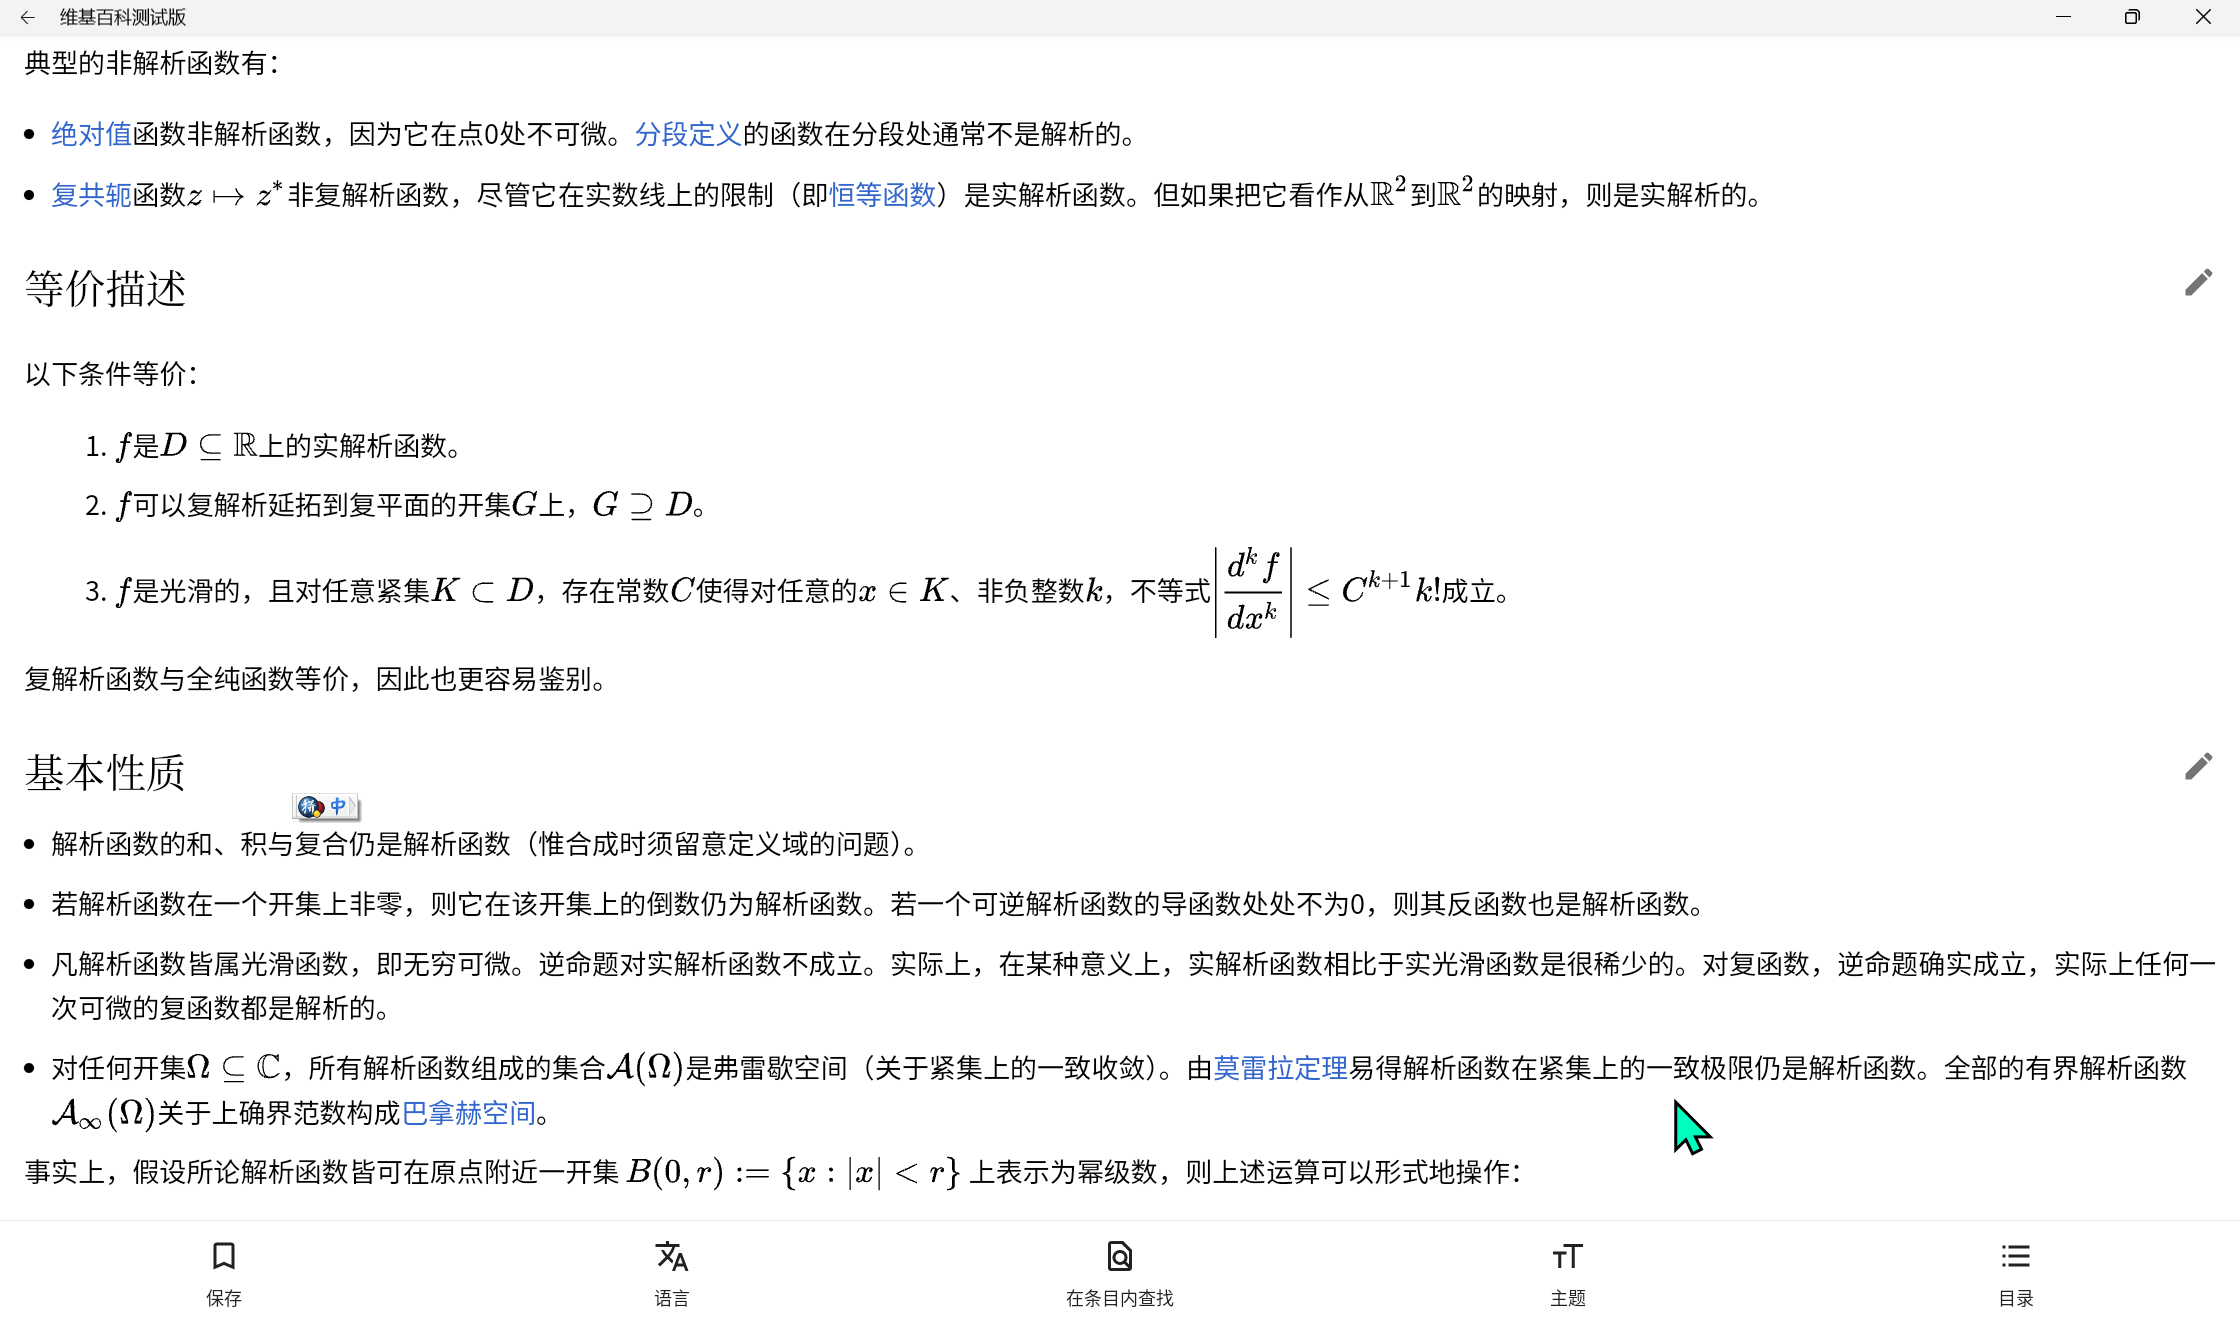 维基百科测试版
典型的非解析函数有：
绝对值函数非解析函数，因为它在点0处不可微。分段定义的函数在分段处通常不是解析的。
复共轭函数z ↦ z*非复解析函数，尽管它在实数线上的限制（即恒等函数）是实解析函数。但如果把它看作从ℝ²到ℝ²的映射，则是实解析的。
等价描述
以下条件等价：
1. f是D ⊆ ℝ上的实解析函数。
2. f可以复解析延拓到复平面的开集G上，G ⊇ D。
3. f是光滑的，且对任意紧集K ⊂ D，存在常数C使得对任意的x ∈ K、非负整数k，不等式|d^k f / dx^k| ≤ C^{k+1}k!成立。
复解析函数与全纯函数等价，因此也更容易鉴别。
基本性质
拼 中
解析函数的和、积与复合仍是解析函数（惟合成时须留意定义域的问题）。
若解析函数在一个开集上非零，则它在该开集上的倒数仍为解析函数。若一个可逆解析函数的导函数处处不为0，则其反函数也是解析函数。
凡解析函数皆属光滑函数，即无穷可微。逆命题对实解析函数不成立。实际上，在某种意义上，实解析函数相比于实光滑函数是很稀少的。对复函数，逆命题确实成立，实际上任何一
次可微的复函数都是解析的。
对任何开集Ω ⊆ ℂ，所有解析函数组成的集合𝒜(Ω)是弗雷歇空间（关于紧集上的一致收敛）。由莫雷拉定理易得解析函数在紧集上的一致极限仍是解析函数。全部的有界解析函数
𝒜∞(Ω)关于上确界范数构成巴拿赫空间。
事实上，假设所论解析函数皆可在原点附近一开集 B(0, r) := {x : |x| < r} 上表示为幂级数，则上述运算可以形式地操作：
保存
语言
在条目内查找
主题
目录